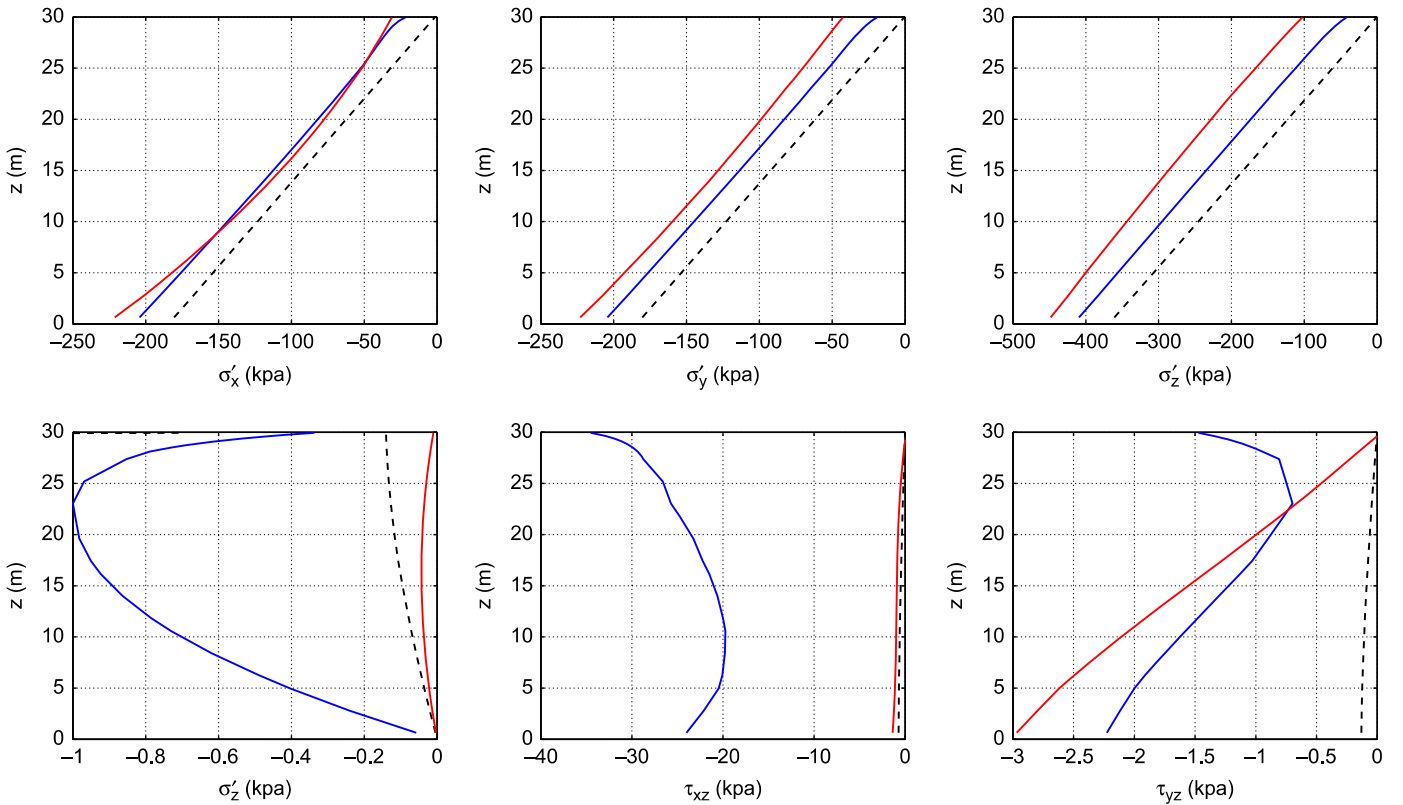 30
25
20
15
10
5
0
z (m)
–250 –200 –150 –100 –50 0
σ′x (kpa)
30
25
20
15
10
5
0
z (m)
–250 –200 –150 –100 –50 0
σ′y (kpa)
30
25
20
15
10
5
0
z (m)
–500 –400 –300 –200 –100 0
σ′z (kpa)
30
25
20
15
10
5
0
z (m)
–1 –0.8 –0.6 –0.4 –0.2 0
σ′z (kpa)
30
25
20
15
10
5
0
z (m)
–40 –30 –20 –10 0
τxz (kpa)
30
25
20
15
10
5
0
z (m)
–3 –2.5 –2 –1.5 –1 –0.5 0
τyz (kpa)